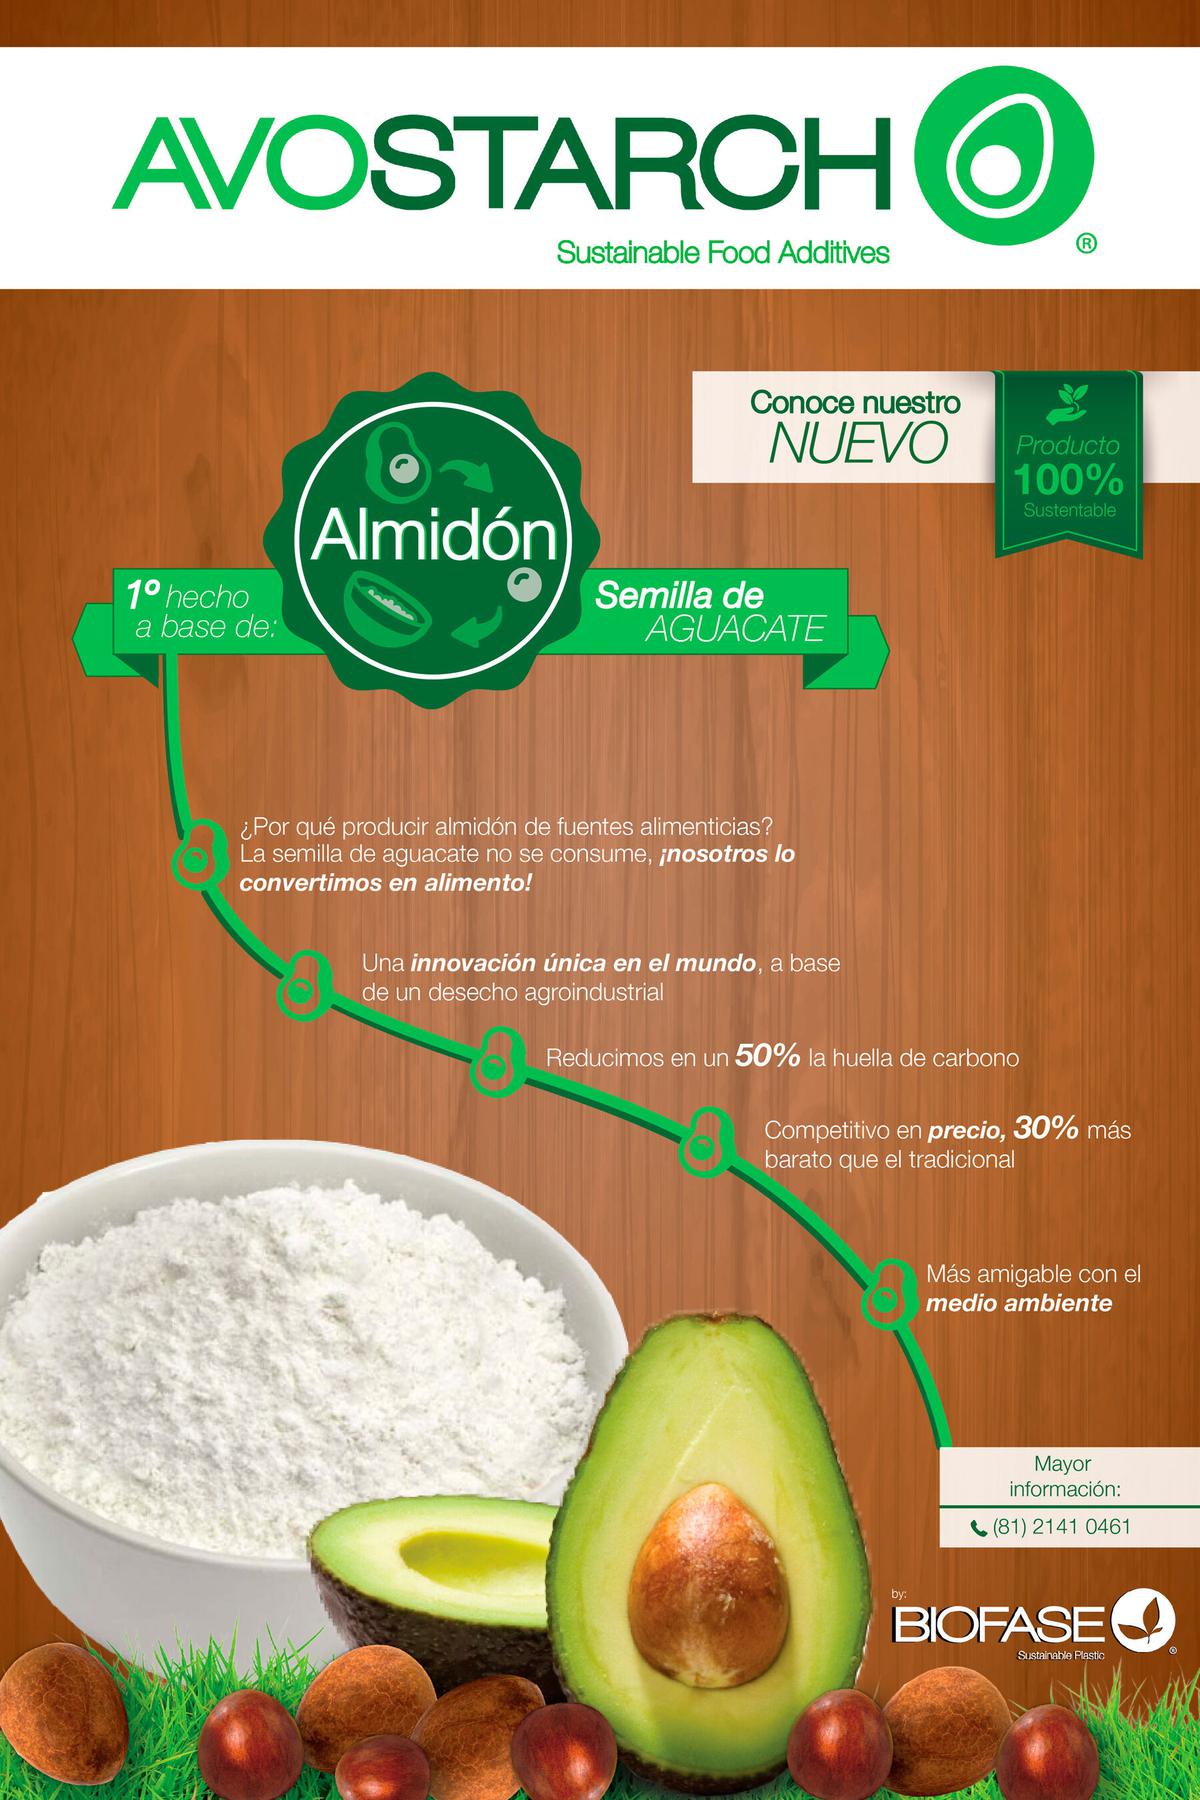 AVOSTARCH
®
Sustainable Food Additives
Conoce nuestro
NUEVO
Producto
100%
Sustentable
Almidón
1º hecho
a base de:
Semilla de
AGUACATE
¿Por qué producir almidón de fuentes alimenticias?
La semilla de aguacate no se consume, ¡nosotros lo
convertimos en alimento!
Una innovación única en el mundo, a base
de un desecho agroindustrial
Reducimos en un 50% la huella de carbono
Competitivo en precio, 30% más
barato que el tradicional
Más amigable con el
medio ambiente
Mayor
información:
(81) 2141 0461
by:
BIOFASE
®
Sustainable Plastic